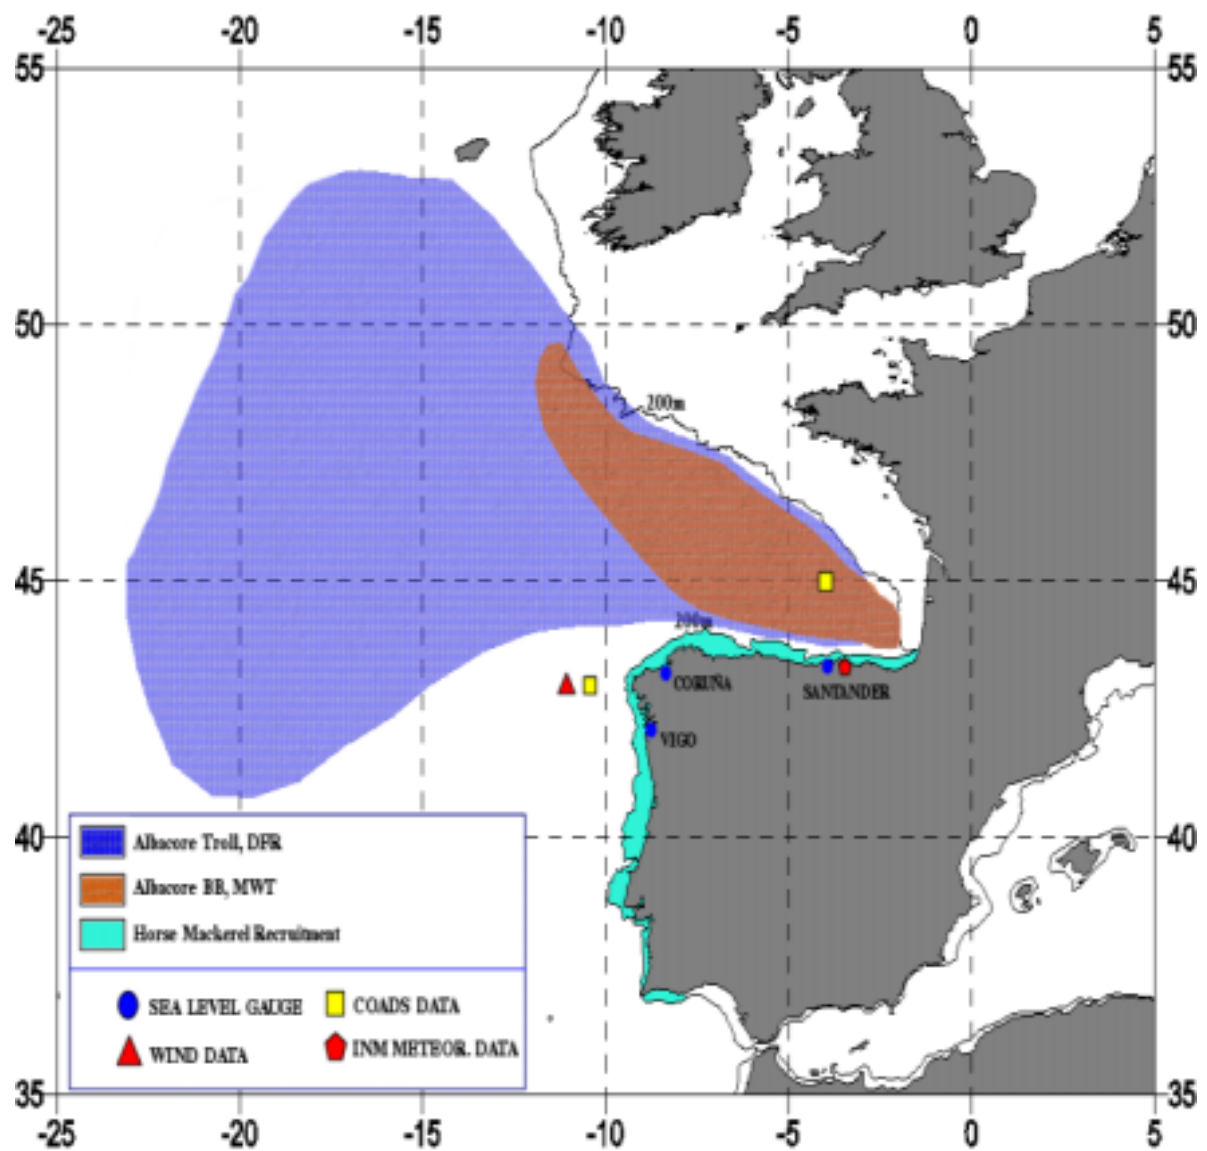 -25 -20 -15 -10 -5 0 5
55 55
50 50
200m
45 45
200m
CORUÑA SANTANDER
VIGO
40 40
Albacore Troll, DFR
Albacore BB, MWT
Horse Mackerel Recruitment
SEA LEVEL GAUGE COADS DATA
WIND DATA INM METEOR. DATA
35 35
-25 -20 -15 -10 -5 0 5